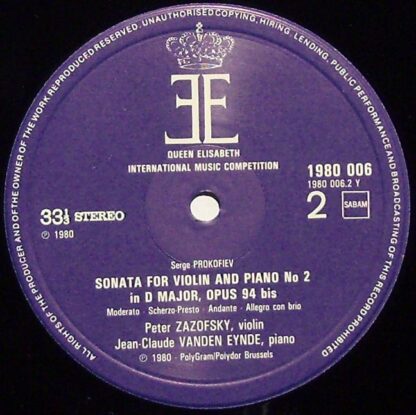 ALL RIGHTS OF THE PRODUCER AND OF THE OWNER OF THE WORK REPRODUCED RESERVED. UNAUTHORISED COPYING, HIRING, LENDING, PUBLIC PERFORMANCE AND BROADCASTING OF THIS RECORD PROHIBITED
ƎE
QUEEN ELISABETH
INTERNATIONAL MUSIC COMPETITION
1980 006
1980 006.2 Y
2
SABAM
33⅓ STEREO
℗ 1980
Serge PROKOFIEV
SONATA FOR VIOLIN AND PIANO No 2
in D MAJOR, OPUS 94 bis
Moderato - Scherzo-Presto - Andante - Allegro con brio
Peter ZAZOFSKY, violin
Jean-Claude VANDEN EYNDE, piano
℗ 1980 - PolyGram/Polydor Brussels